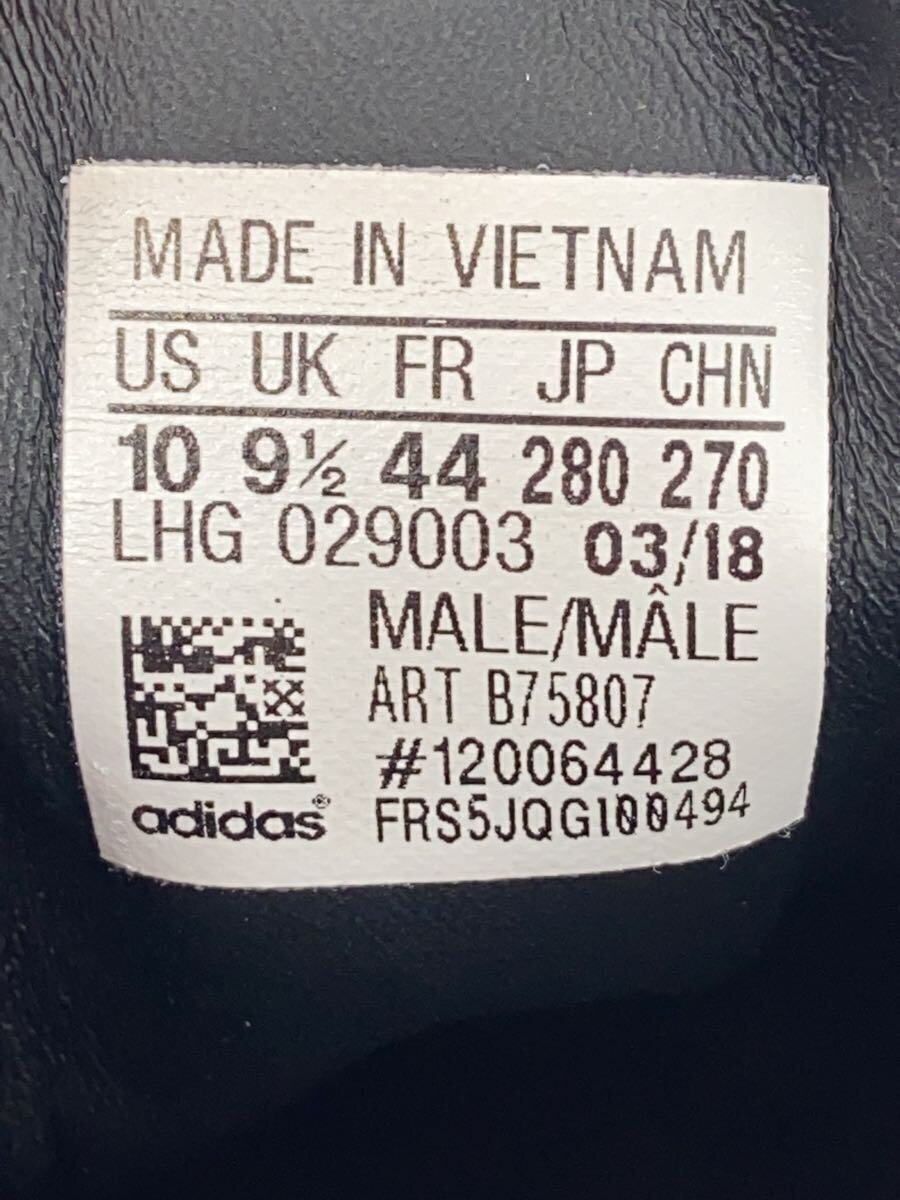 MADE IN VIETNAM
US UK FR JP CHN
10 9½ 44 280 270
LHG 029003 03/18
MALE/MÂLE
ART B75807
#120064428
adidas® FRS5JQG100494